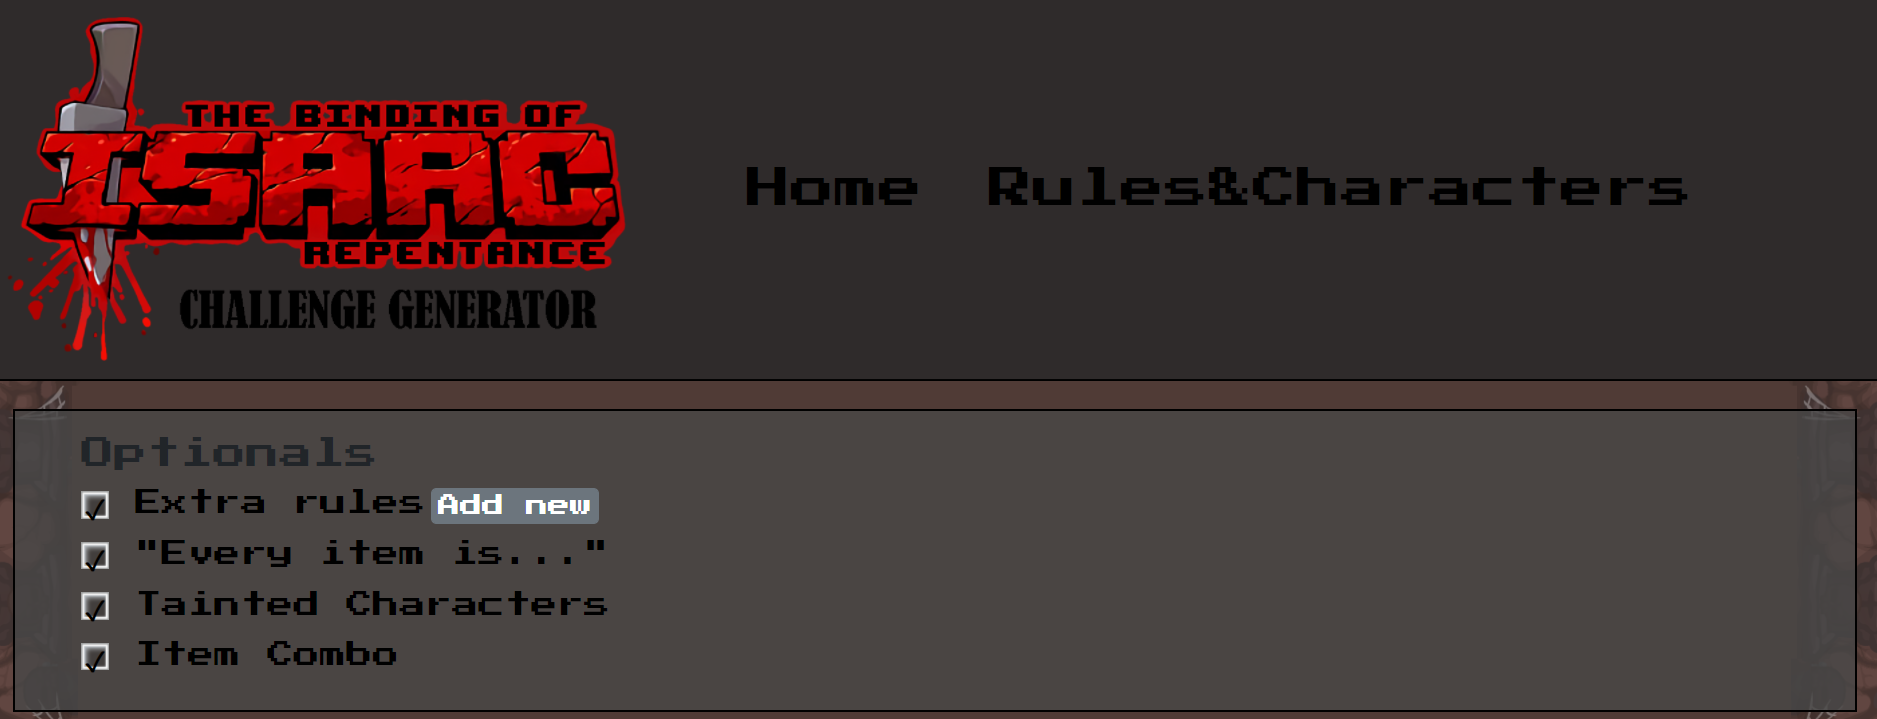 THE BINDING OF
ISAAC
REPENTANCE
CHALLENGE GENERATOR
Home Rules&Characters
Optionals
Extra rules Add new
"Every item is..."
Tainted Characters
Item Combo